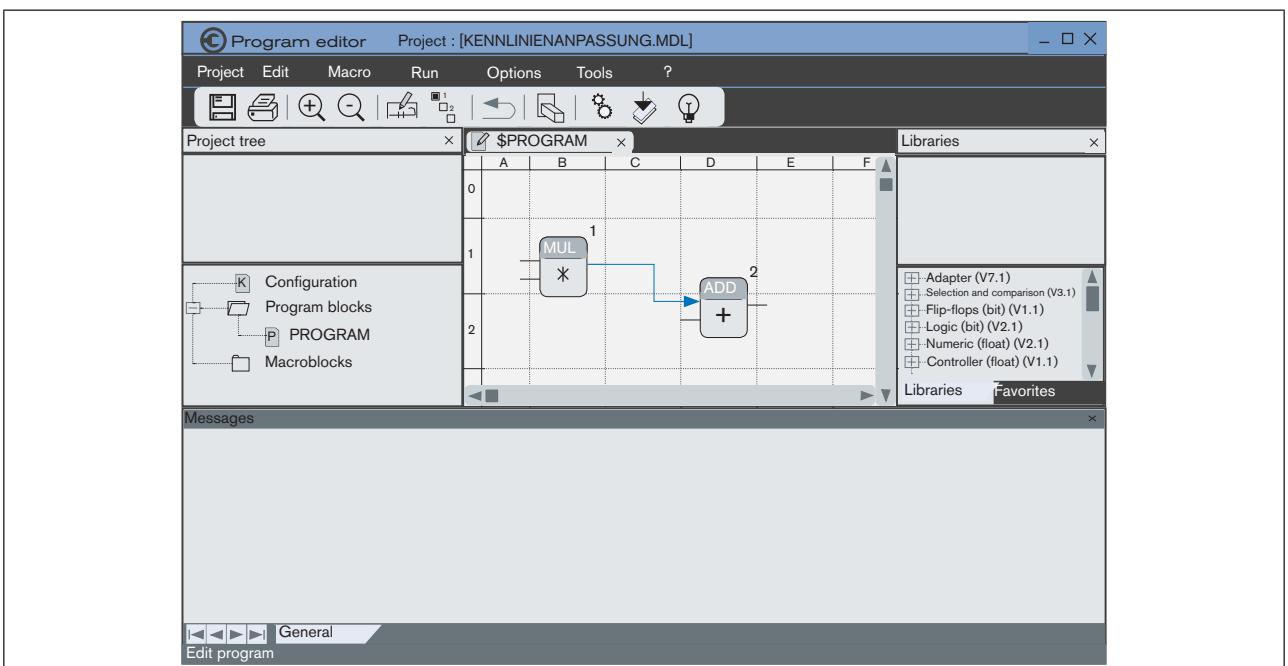 Program editor Project : [KENNLINIENANPASSUNG.MDL]
Project Edit Macro Run Options Tools ?
1
2
Project tree
$PROGRAM
Libraries
A B C D E F
0
1
2
MUL
1
ADD
+
2
K Configuration
Program blocks
P PROGRAM
Macroblocks
Adapter (V7.1)
Selection and comparison (V3.1)
Flip-flops (bit) (V1.1)
Logic (bit) (V2.1)
Numeric (float) (V2.1)
Controller (float) (V1.1)
Libraries Favorites
Messages
General
Edit program